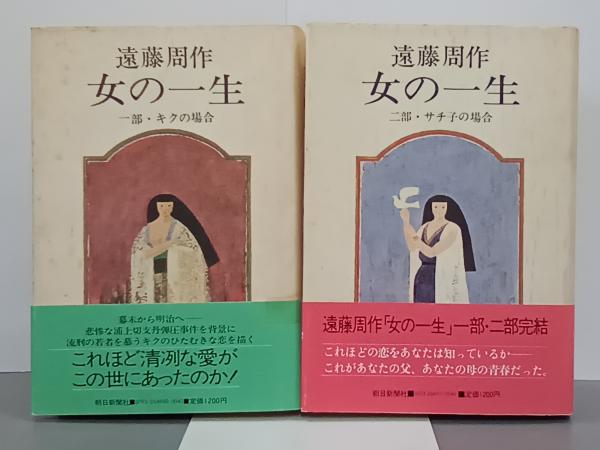 遠藤周作
女の一生
一部・キクの場合
幕末から明治へ──
悲惨な浦上切支丹弾圧事件を背景に
流刑の若者を慕うキクのひたむきな恋を描く
これほど清冽な愛が
この世にあったのか!
朝日新聞社■
■定価1200円
遠藤周作
女の一生
二部・サチ子の場合
遠藤周作「女の一生」一部・二部完結
これほどの恋をあなたは知っているか──
これがあなたの父、あなたの母の青春だった。
朝日新聞社■
■定価1200円